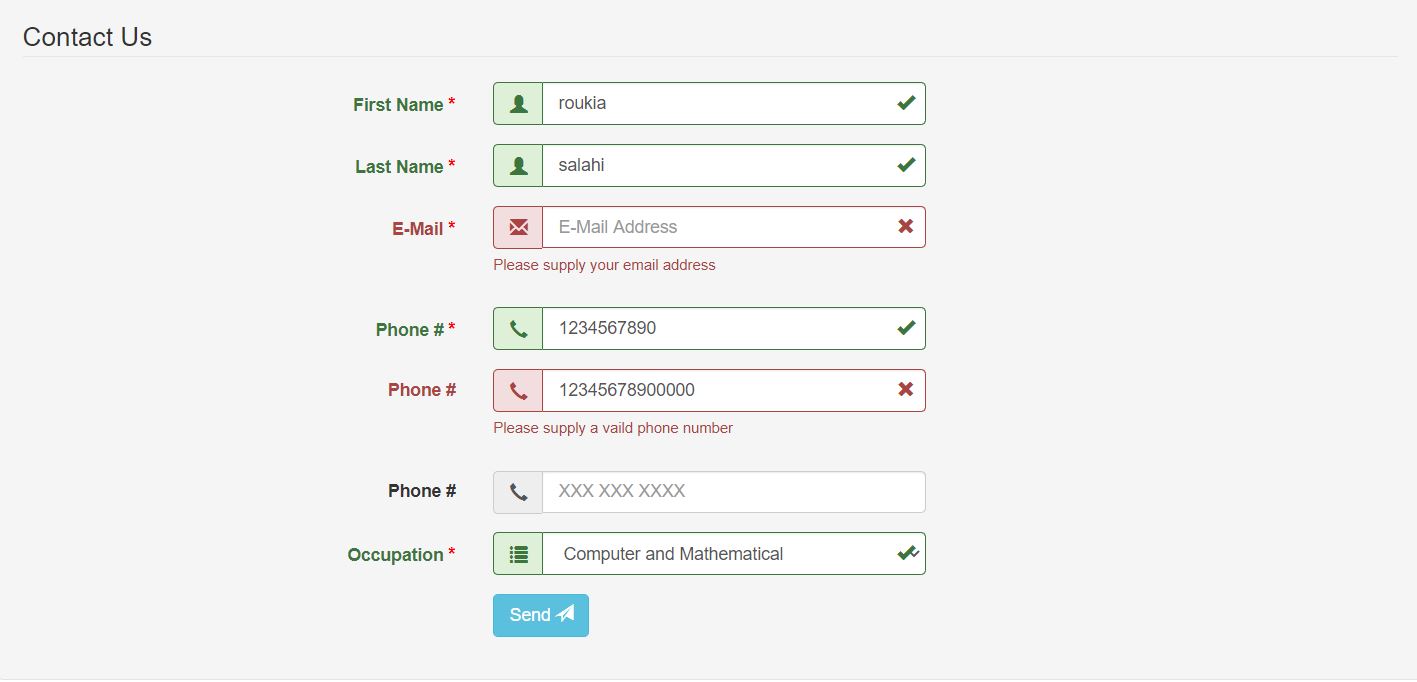 Contact Us
First Name * roukia
Last Name * salahi
E-Mail * E-Mail Address
Please supply your email address
Phone # * 1234567890
Phone # 12345678900000
Please supply a vaild phone number
Phone # XXX XXX XXXX
Occupation * Computer and Mathematical
Send